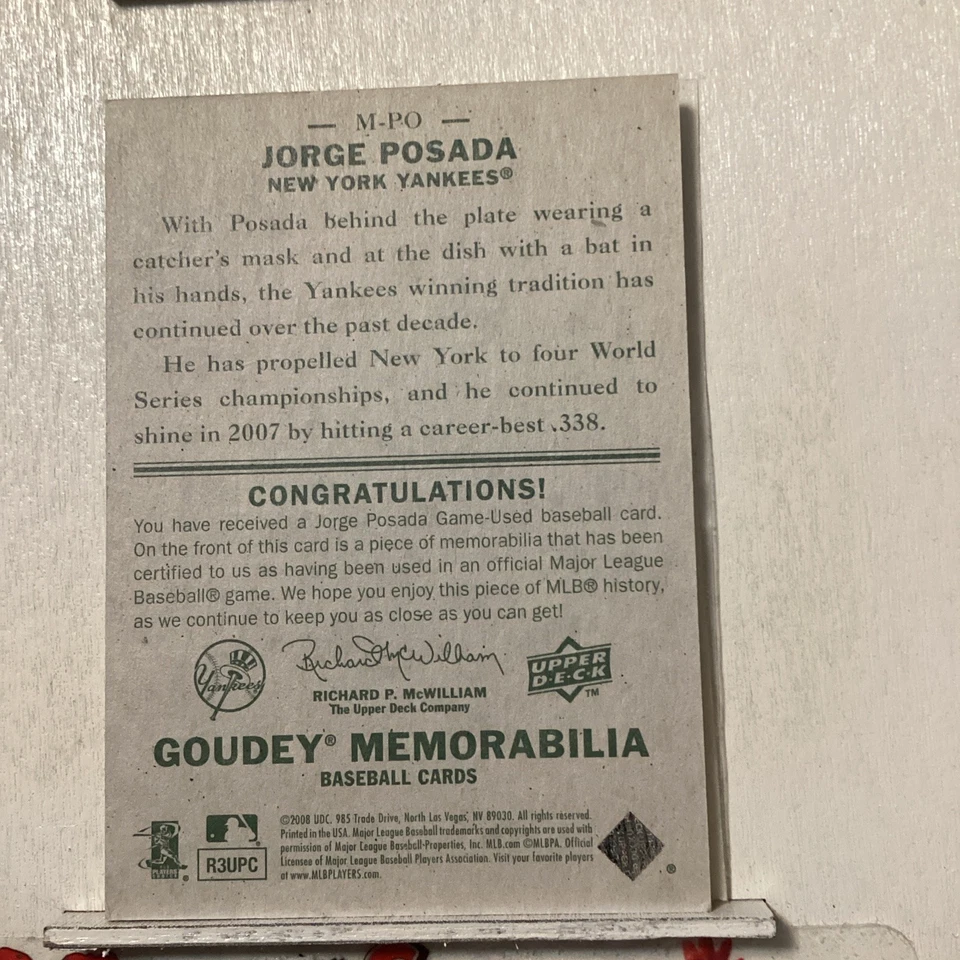 — M-PO —
JORGE POSADA
NEW YORK YANKEES®
With Posada behind the plate wearing a
catcher's mask and at the dish with a bat in
his hands, the Yankees winning tradition has
continued over the past decade.
He has propelled New York to four World
Series championships, and he continued to
shine in 2007 by hitting a career-best .338.
CONGRATULATIONS!
You have received a Jorge Posada Game-Used baseball card.
On the front of this card is a piece of memorabilia that has been
certified to us as having been used in an official Major League
Baseball® game. We hope you enjoy this piece of MLB® history,
as we continue to keep you as close as you can get!
Yankees
Richard McWilliam
UPPER
D·E·C·K
TM
RICHARD P. McWILLIAM
The Upper Deck Company
GOUDEY® MEMORABILIA
BASEBALL CARDS
©2008 UDC. 985 Trade Drive, North Las Vegas, NV 89030. All rights reserved.
Printed in the USA. Major League Baseball trademarks and copyrights are used with
permission of Major League Baseball Properties, Inc. MLB.com ©MLBPA. Official
Licensee of Major League Baseball Players Association. Visit your favorite players
at www.MLBPLAYERS.com.
PLAYERS
CHOICE
®
R3UPC
®